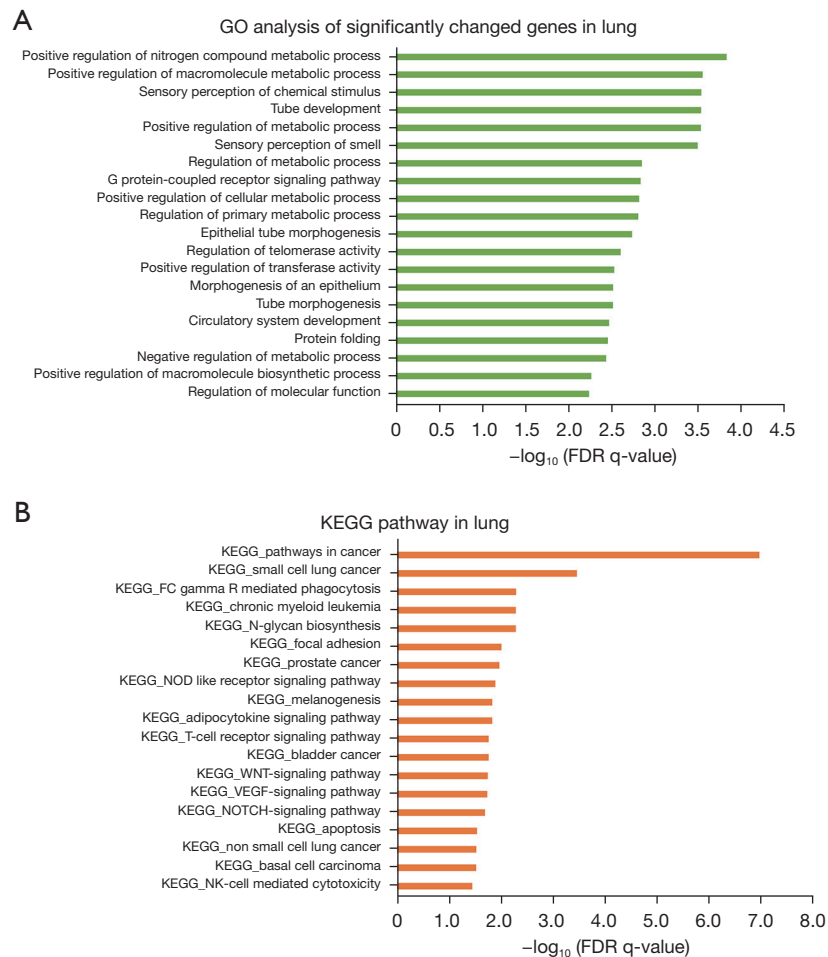 A
GO analysis of significantly changed genes in lung
Positive regulation of nitrogen compound metabolic process
Positive regulation of macromolecule metabolic process
Sensory perception of chemical stimulus
Tube development
Positive regulation of metabolic process
Sensory perception of smell
Regulation of metabolic process
G protein-coupled receptor signaling pathway
Positive regulation of cellular metabolic process
Regulation of primary metabolic process
Epithelial tube morphogenesis
Regulation of telomerase activity
Positive regulation of transferase activity
Morphogenesis of an epithelium
Tube morphogenesis
Circulatory system development
Protein folding
Negative regulation of metabolic process
Positive regulation of macromolecule biosynthetic process
Regulation of molecular function
0 0.5 1.0 1.5 2.0 2.5 3.0 3.5 4.0 4.5
–log₁₀ (FDR q-value)
B
KEGG pathway in lung
KEGG_pathways in cancer
KEGG_small cell lung cancer
KEGG_FC gamma R mediated phagocytosis
KEGG_chronic myeloid leukemia
KEGG_N-glycan biosynthesis
KEGG_focal adhesion
KEGG_prostate cancer
KEGG_NOD like receptor signaling pathway
KEGG_melanogenesis
KEGG_adipocytokine signaling pathway
KEGG_T-cell receptor signaling pathway
KEGG_bladder cancer
KEGG_WNT-signaling pathway
KEGG_VEGF-signaling pathway
KEGG_NOTCH-signaling pathway
KEGG_apoptosis
KEGG_non small cell lung cancer
KEGG_basal cell carcinoma
KEGG_NK-cell mediated cytotoxicity
0 1.0 2.0 3.0 4.0 5.0 6.0 7.0 8.0
–log₁₀ (FDR q-value)